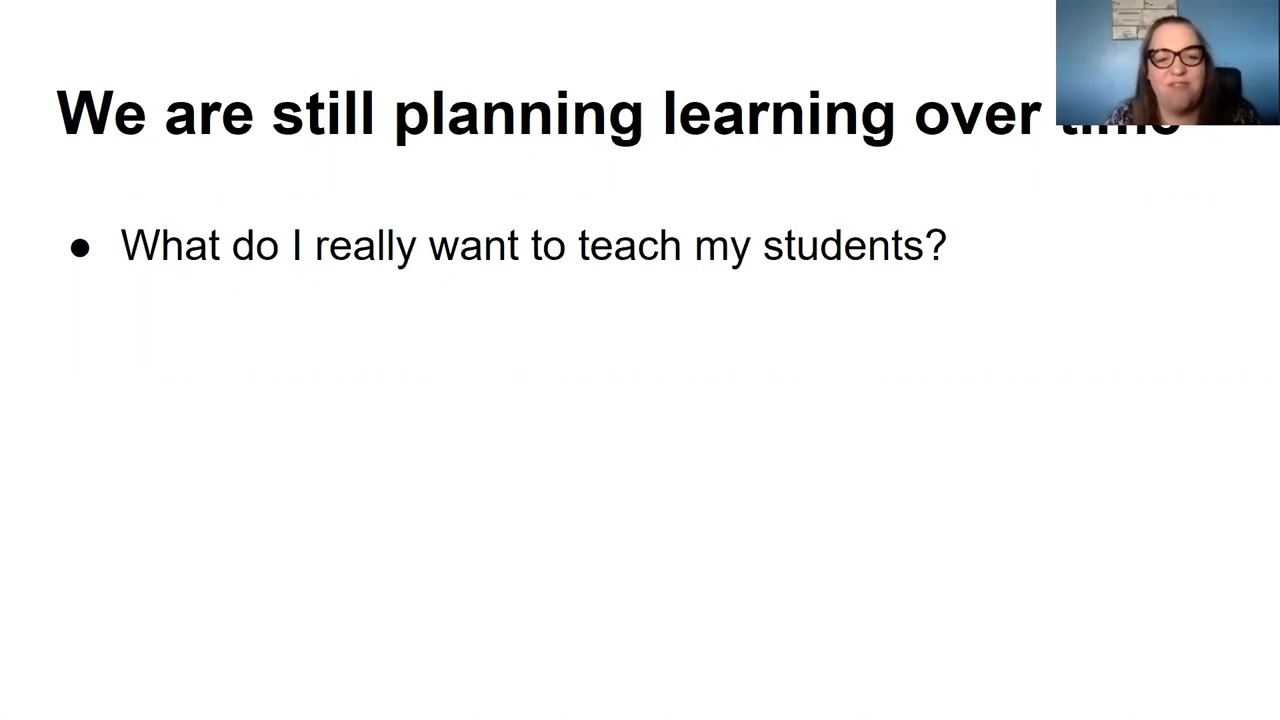 We are still planning learning over time
● What do I really want to teach my students?